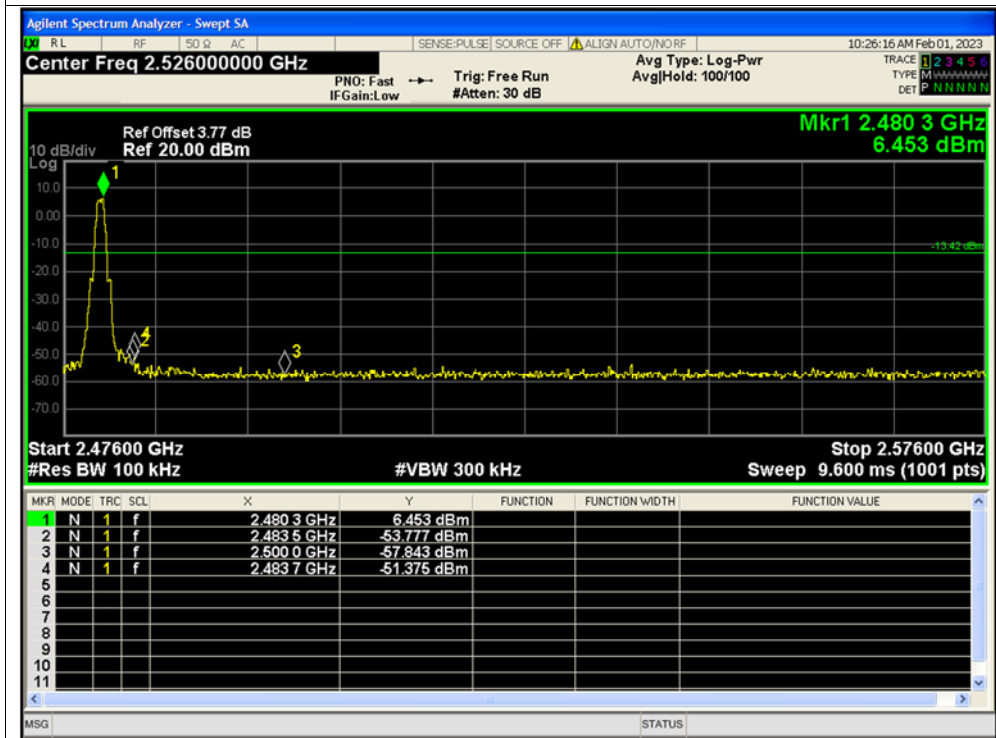 Agilent Spectrum Analyzer - Swept SA
LXI RL RF 50 Ω AC SENSE:PULSE SOURCE OFF ALIGN AUTO/NO RF 10:26:16 AM Feb 01, 2023
Center Freq 2.526000000 GHz
PNO: Fast
IFGain:Low
Trig: Free Run
#Atten: 30 dB
Avg Type: Log-Pwr
Avg|Hold: 100/100
TRACE 1 2 3 4 5 6
TYPE M
DET P N N N N N
Mkr1 2.480 3 GHz
6.453 dBm
10 dB/div
Log
Ref Offset 3.77 dB
Ref 20.00 dBm
1
10.0
0.00
-10.0
-13.42 dBm
-20.0
-30.0
-40.0
4
2
3
-50.0
-60.0
-70.0
Start 2.47600 GHz
Stop 2.57600 GHz
#Res BW 100 kHz
#VBW 300 kHz
Sweep 9.600 ms (1001 pts)
MKR MODE TRC SCL X Y FUNCTION FUNCTION WIDTH FUNCTION VALUE
1 N 1 f 2.480 3 GHz 6.453 dBm
2 N 1 f 2.483 5 GHz -53.777 dBm
3 N 1 f 2.500 0 GHz -57.843 dBm
4 N 1 f 2.483 7 GHz -51.375 dBm
5
6
7
8
9
10
11
MSG
STATUS